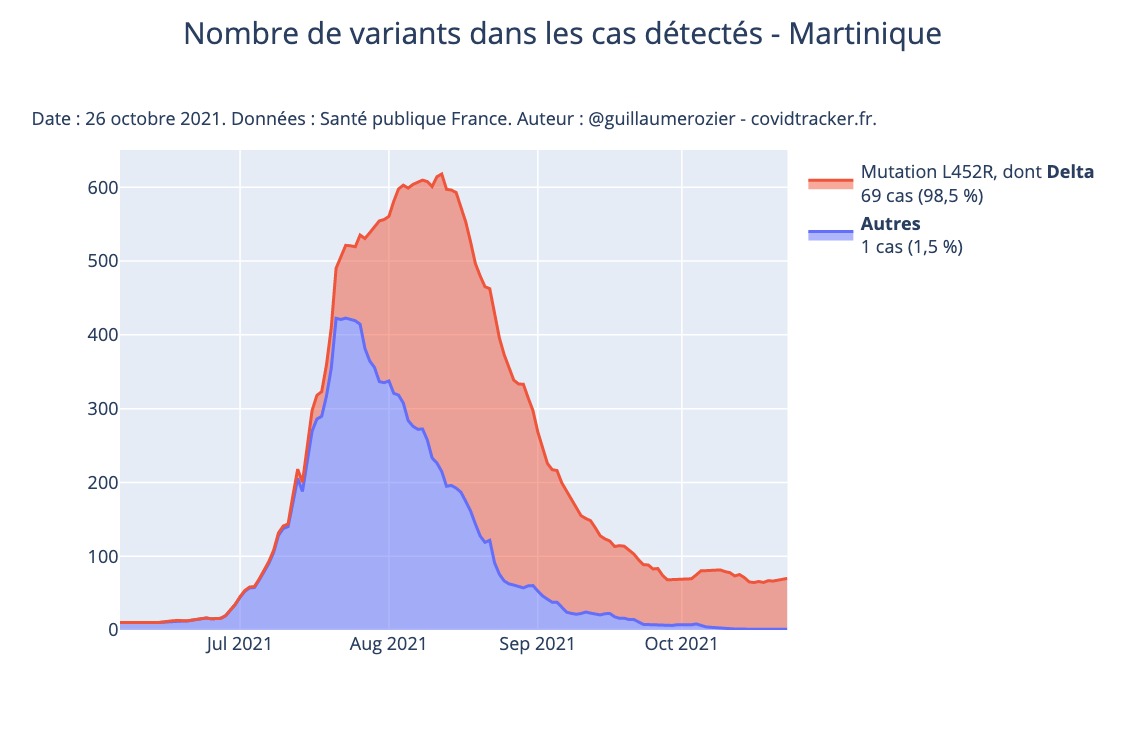 Nombre de variants dans les cas détectés - Martinique
Date : 26 octobre 2021. Données : Santé publique France. Auteur : @guillaumerozier - covidtracker.fr.
Mutation L452R, dont Delta
69 cas (98,5 %)
Autres
1 cas (1,5 %)
600
500
400
300
200
100
0
Jul 2021 Aug 2021 Sep 2021 Oct 2021